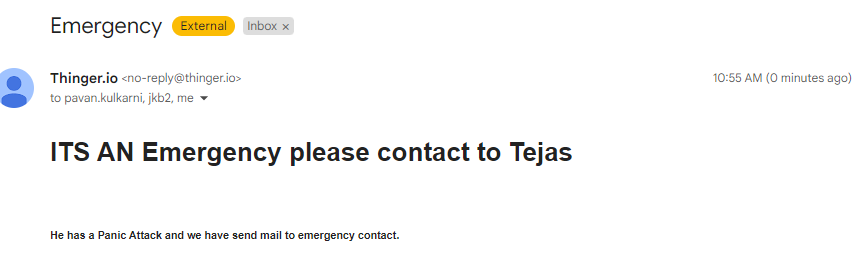 Emergency External Inbox ×
Thinger.io <no-reply@thinger.io> 10:55 AM (0 minutes ago)
to pavan.kulkarni, jkb2, me
ITS AN Emergency please contact to Tejas
He has a Panic Attack and we have send mail to emergency contact.